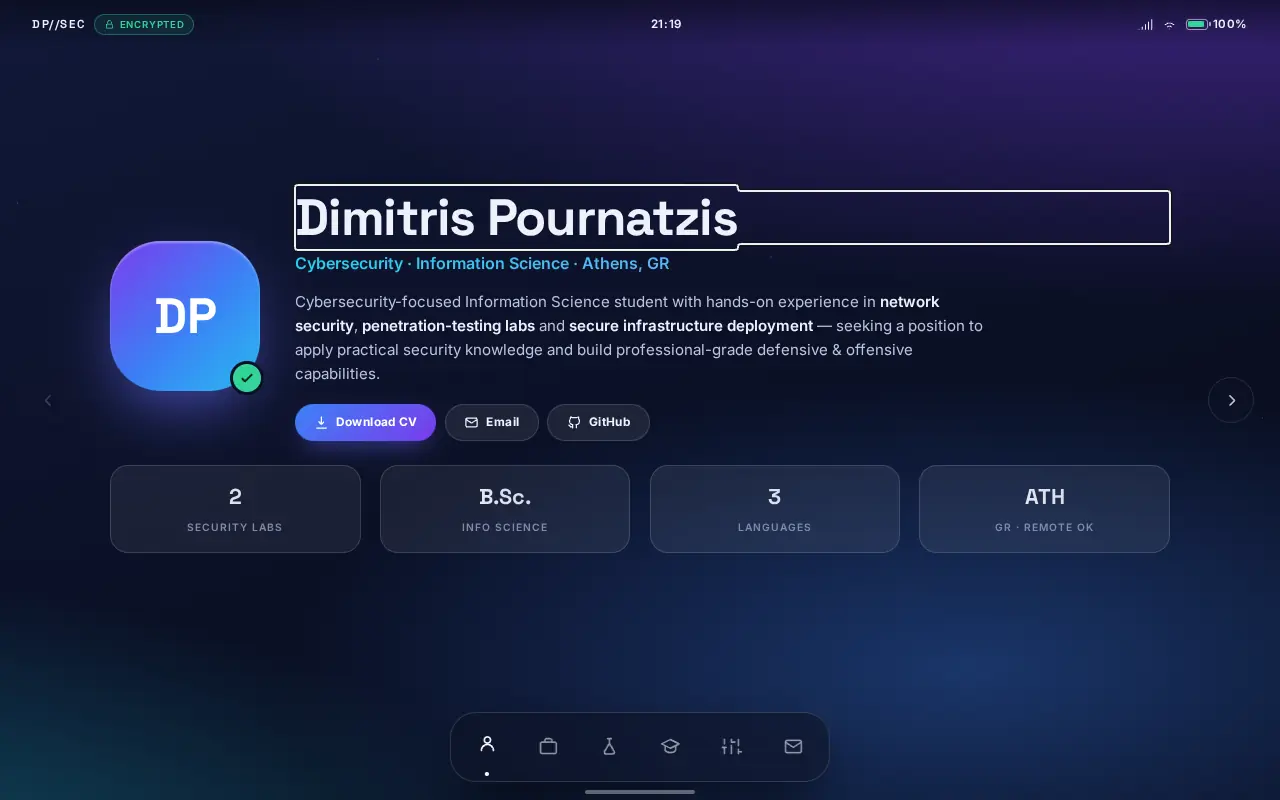 DP//SEC
ENCRYPTED
21:19
100%
Dimitris Pournatzis
Cybersecurity · Information Science · Athens, GR
DP
Cybersecurity-focused Information Science student with hands-on experience in network
security, penetration-testing labs and secure infrastructure deployment — seeking a position to
apply practical security knowledge and build professional-grade defensive & offensive
capabilities.
Download CV
Email
GitHub
2
SECURITY LABS
B.Sc.
INFO SCIENCE
3
LANGUAGES
ATH
GR · REMOTE OK